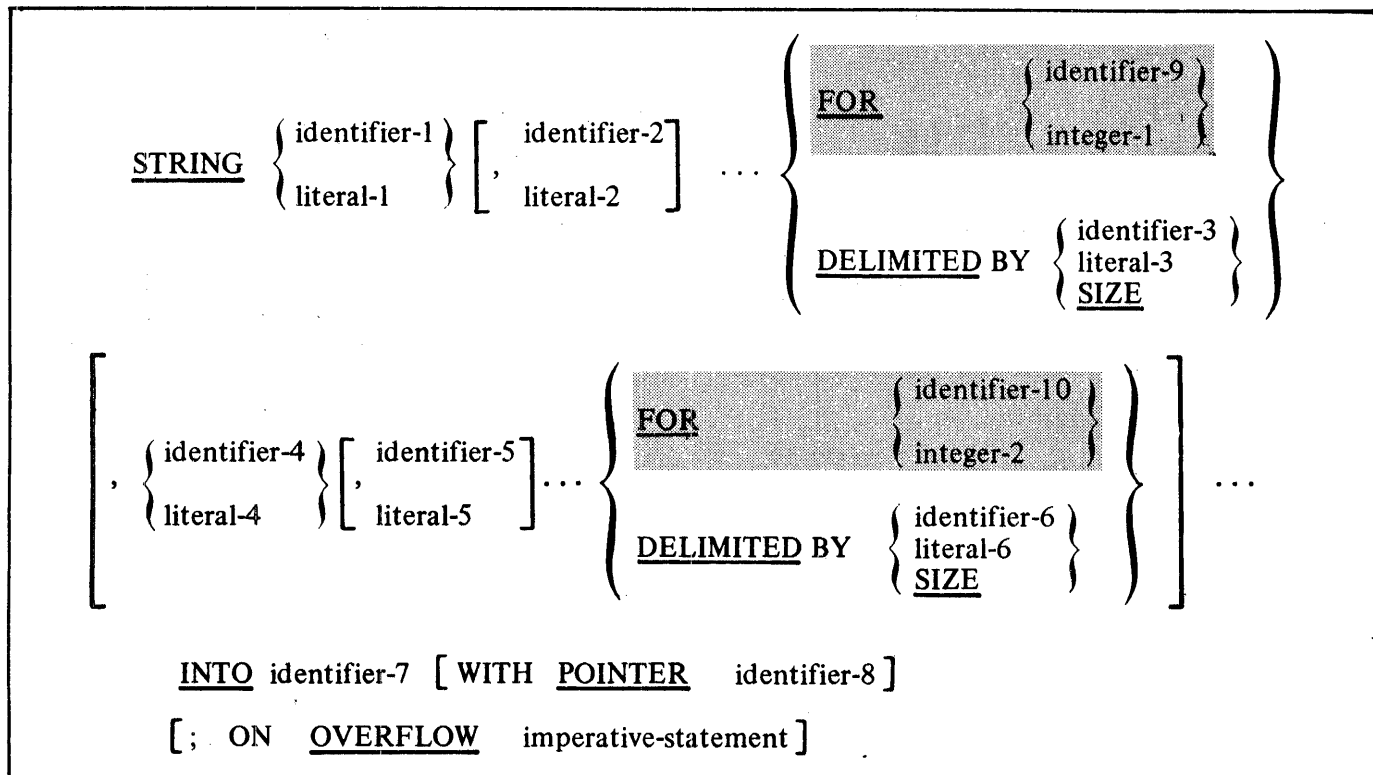 FOR { identifier-9
integer-1 }
STRING { identifier-1
literal-1 } [ , identifier-2
literal-2 ] ...
DELIMITED BY { identifier-3
literal-3
SIZE }
[ , { identifier-4
literal-4 } [ , identifier-5
literal-5 ] ...
FOR { identifier-10
integer-2 }
DELIMITED BY { identifier-6
literal-6
SIZE } ] ...
INTO identifier-7 [ WITH POINTER identifier-8 ]
[ ; ON OVERFLOW imperative-statement ]